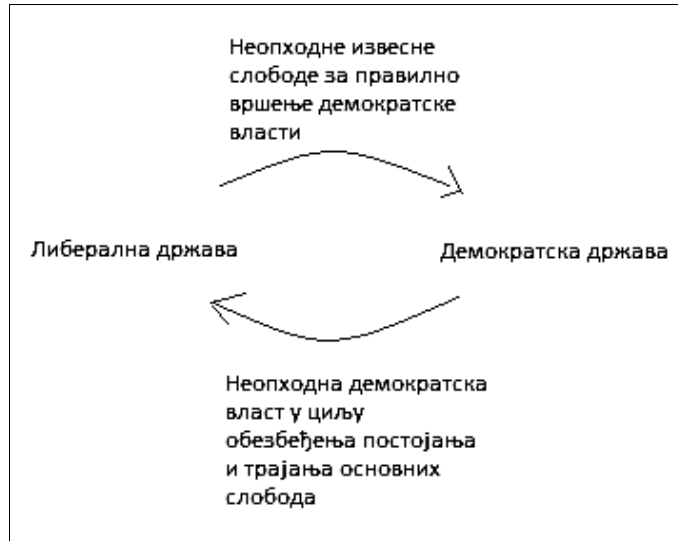 Неопходне извесне
слободе за правилно
вршење демократске
власти
Либерална држава
Демократска држава
Неопходна демократска
власт у циљу
обезбеђења постојања
и трајања основних
слобода